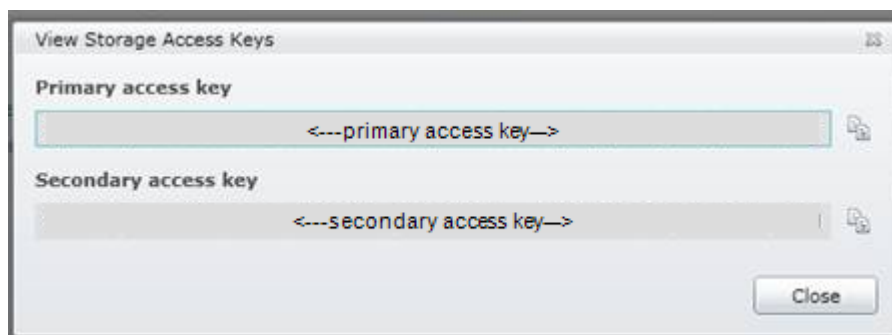 View Storage Access Keys
Primary access key
<---primary access key—>
Secondary access key
<---secondary access key—>
Close